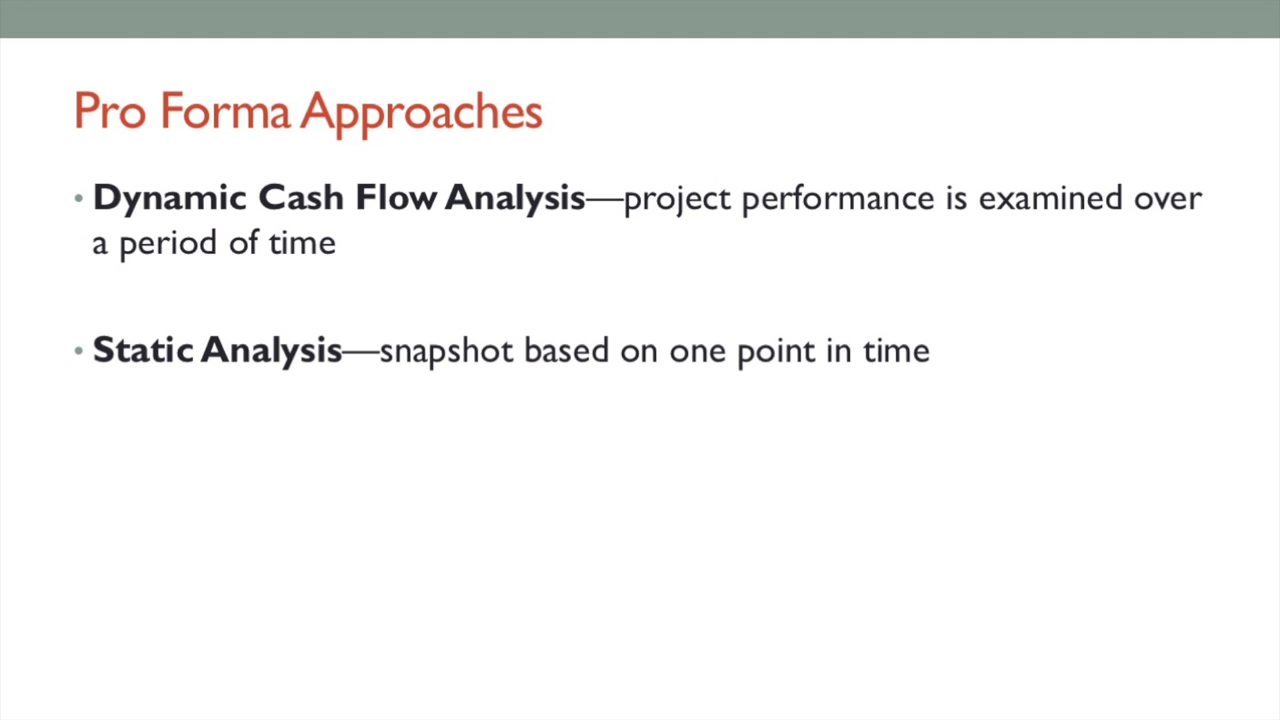 Pro Forma Approaches
• Dynamic Cash Flow Analysis—project performance is examined over
a period of time
• Static Analysis—snapshot based on one point in time